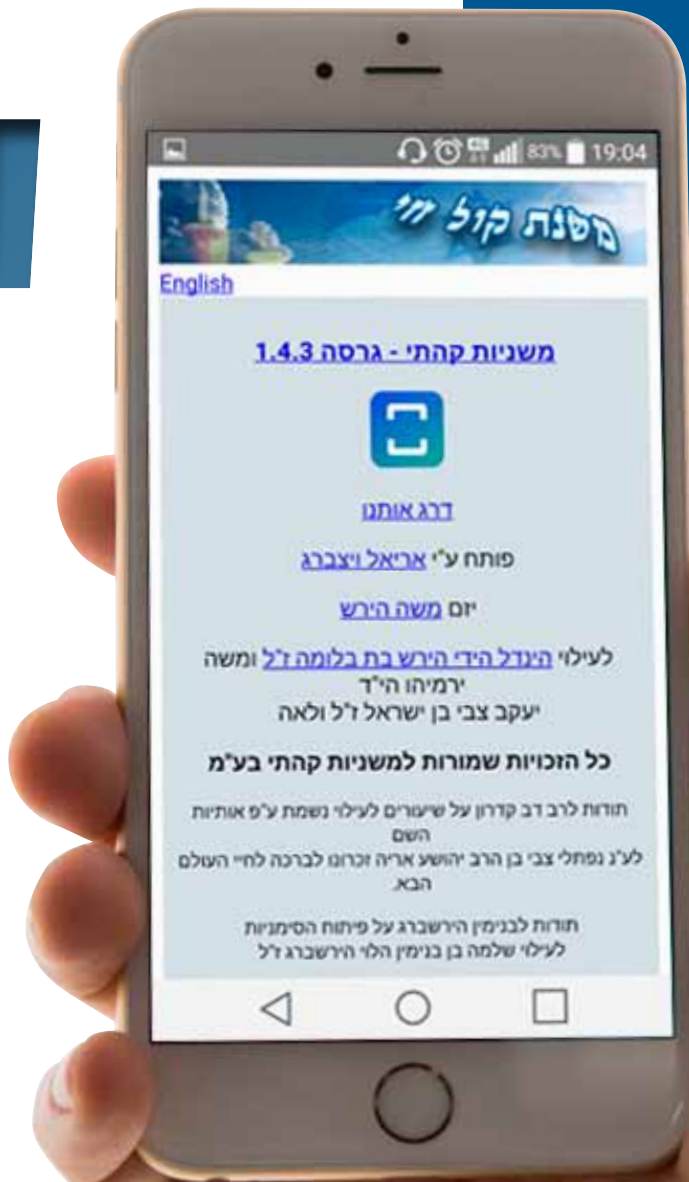 83% 19:04
משנת קול חי
English
משניות קהתי - גרסה 1.4.3
דרג אותנו
פותח ע"י אריאל ויצברג
יזם משה הירש
לעילוי הינדל הידי הירש בת בלומה ז"ל ומשה
ירמיהו הי"ד
יעקב צבי בן ישראל ז"ל ולאה
כל הזכויות שמורות למשניות קהתי בע"מ
תודות לרב דב קדרון על שיעורים לעילוי נשמת ע"פ אותיות
השם
לע"נ נפתלי צבי בן הרב יהושע אריה זכרונו לברכה לחיי העולם
הבא.
תודות לבנימין הירשברג על פיתוח הסימניות
לעילוי שלמה בן בנימין הלוי הירשברג ז"ל